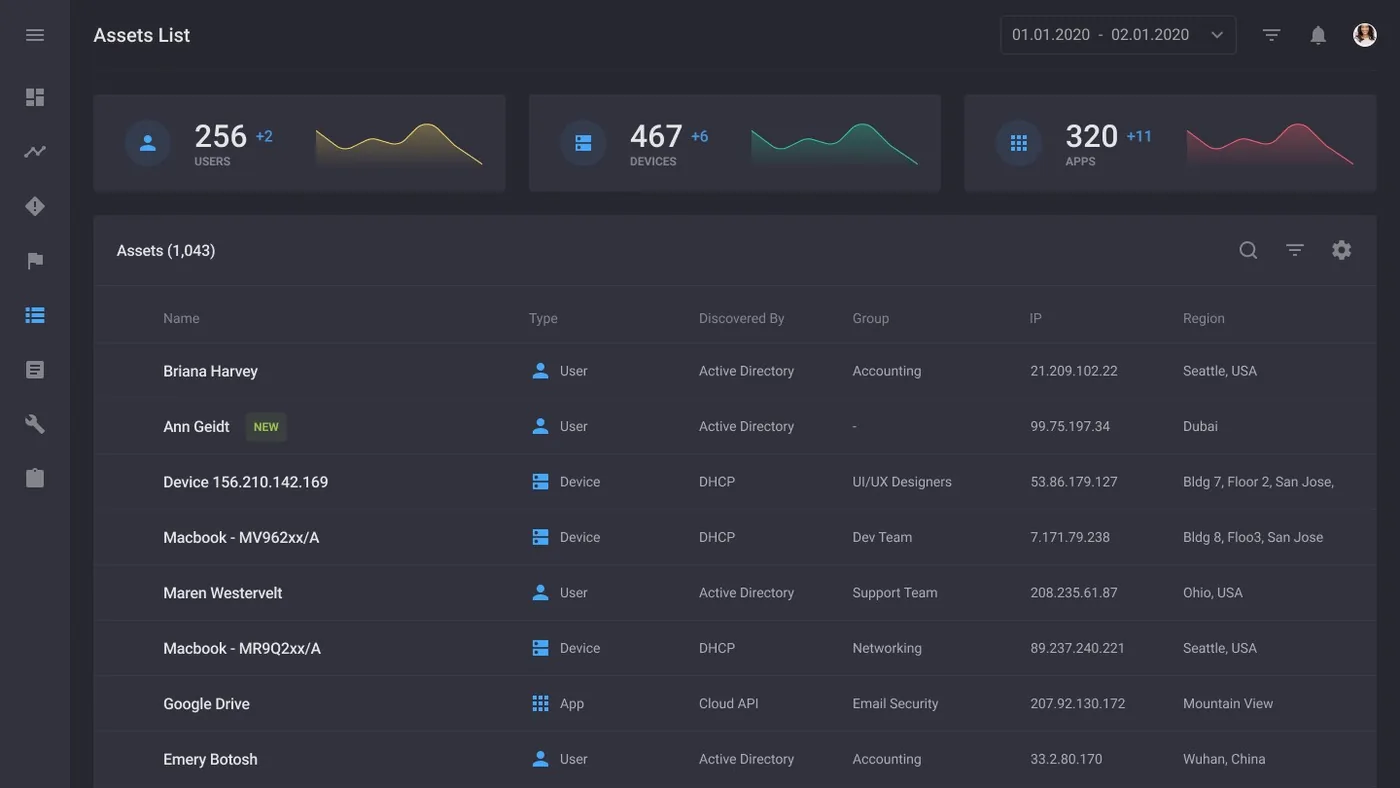 Assets List
01.01.2020 - 02.01.2020
256 +2
USERS
467 +6
DEVICES
320 +11
APPS
Assets (1,043)
Name Type Discovered By Group IP Region
Briana Harvey User Active Directory Accounting 21.209.102.22 Seattle, USA
Ann Geidt NEW User Active Directory - 99.75.197.34 Dubai
Device 156.210.142.169 Device DHCP UI/UX Designers 53.86.179.127 Bldg 7, Floor 2, San Jose,
Macbook - MV962xx/A Device DHCP Dev Team 7.171.79.238 Bldg 8, Floo3, San Jose
Maren Westervelt User Active Directory Support Team 208.235.61.87 Ohio, USA
Macbook - MR9Q2xx/A Device DHCP Networking 89.237.240.221 Seattle, USA
Google Drive App Cloud API Email Security 207.92.130.172 Mountain View
Emery Botosh User Active Directory Accounting 33.2.80.170 Wuhan, China